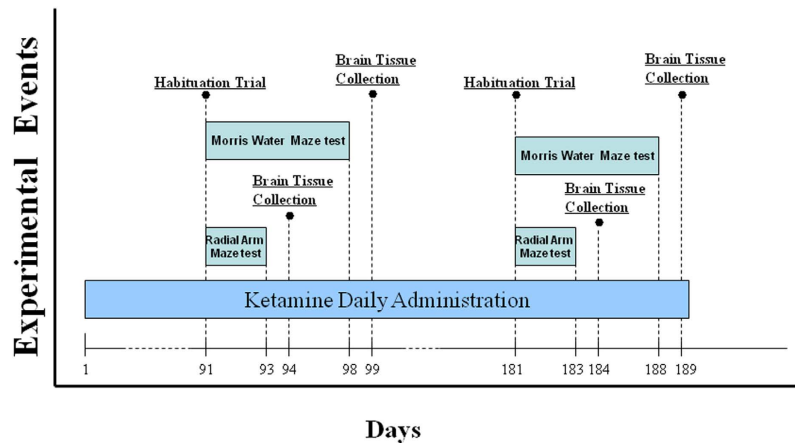 Experimental Events
Brain Tissue
Collection
Habituation Trial
Morris Water Maze test
Brain Tissue
Collection
Radial Arm
Maze test
Brain Tissue
Collection
Habituation Trial
Morris Water Maze test
Brain Tissue
Collection
Radial Arm
Maze test
Ketamine Daily Administration
1 91 93 94 98 99 181 183 184 188 189
Days